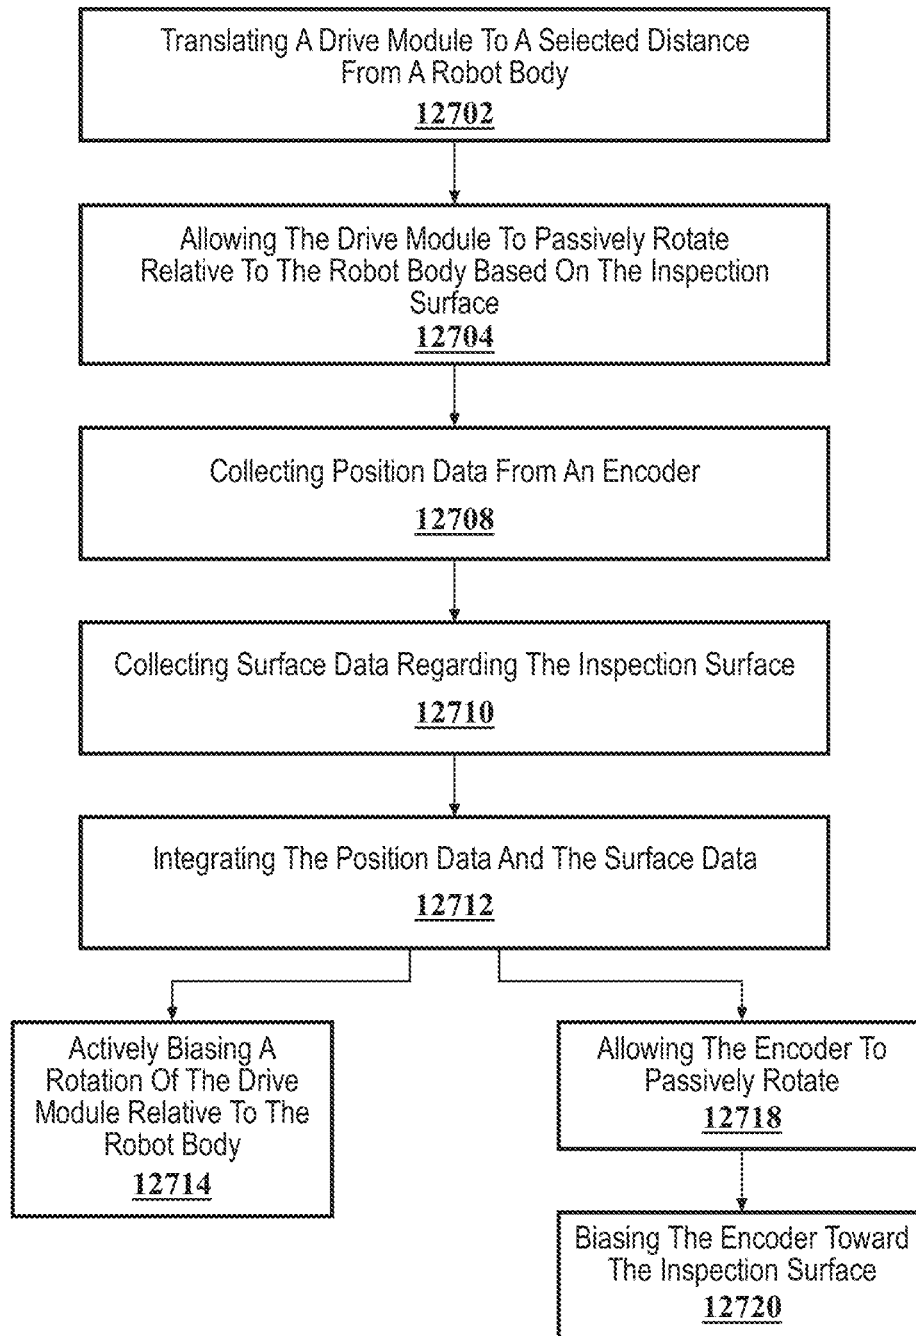 Translating A Drive Module To A Selected Distance
From A Robot Body
12702
Allowing The Drive Module To Passively Rotate
Relative To The Robot Body Based On The Inspection
Surface
12704
Collecting Position Data From An Encoder
12708
Collecting Surface Data Regarding The Inspection Surface
12710
Integrating The Position Data And The Surface Data
12712
Actively Biasing A
Rotation Of The Drive
Module Relative To The
Robot Body
12714
Allowing The Encoder To
Passively Rotate
12718
Biasing The Encoder Toward
The Inspection Surface
12720